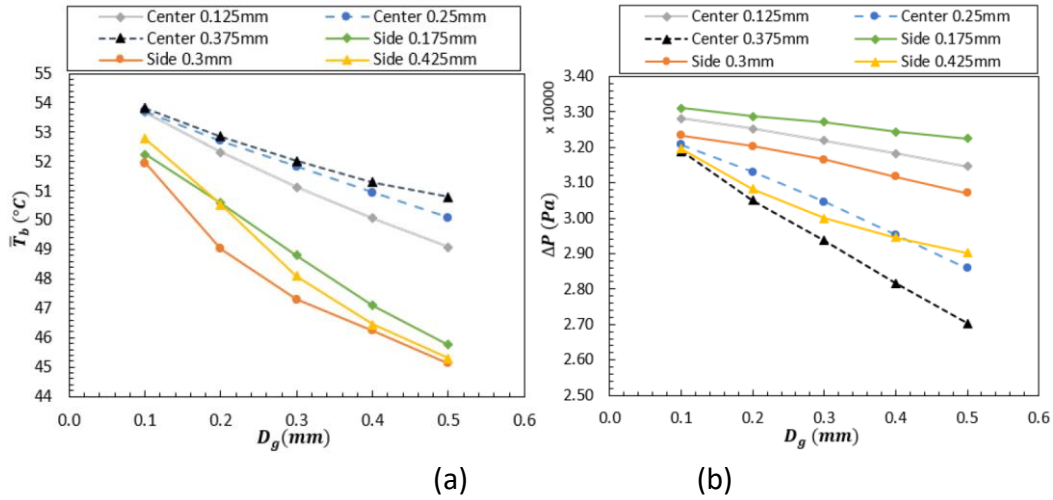 Center 0.125mm Center 0.25mm
Center 0.375mm Side 0.175mm
Side 0.3mm Side 0.425mm
55
54
53
52
51
50
49
48
47
46
45
44
T̅b (°C)
0.0 0.1 0.2 0.3 0.4 0.5 0.6
Dg(mm)
(a)
Center 0.125mm Center 0.25mm
Center 0.375mm Side 0.175mm
Side 0.3mm Side 0.425mm
x 10000
3.40
3.30
3.20
3.10
3.00
2.90
2.80
2.70
2.60
2.50
ΔP (Pa)
0.0 0.1 0.2 0.3 0.4 0.5 0.6
Dg (mm)
(b)